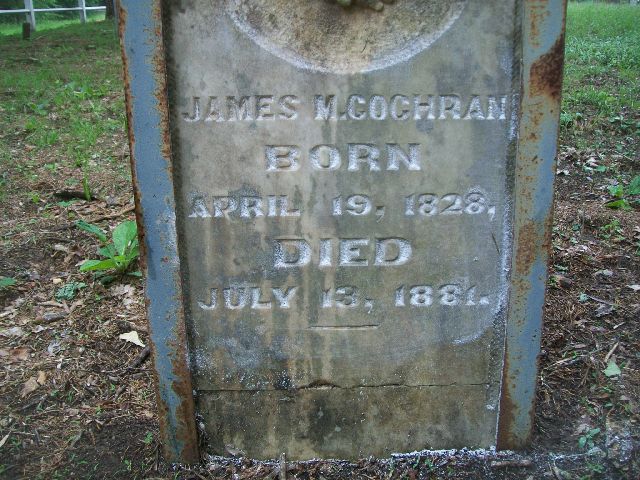 JAMES M. COCHRAN
BORN
APRIL 19, 1828,
DIED
JULY 13, 1881.